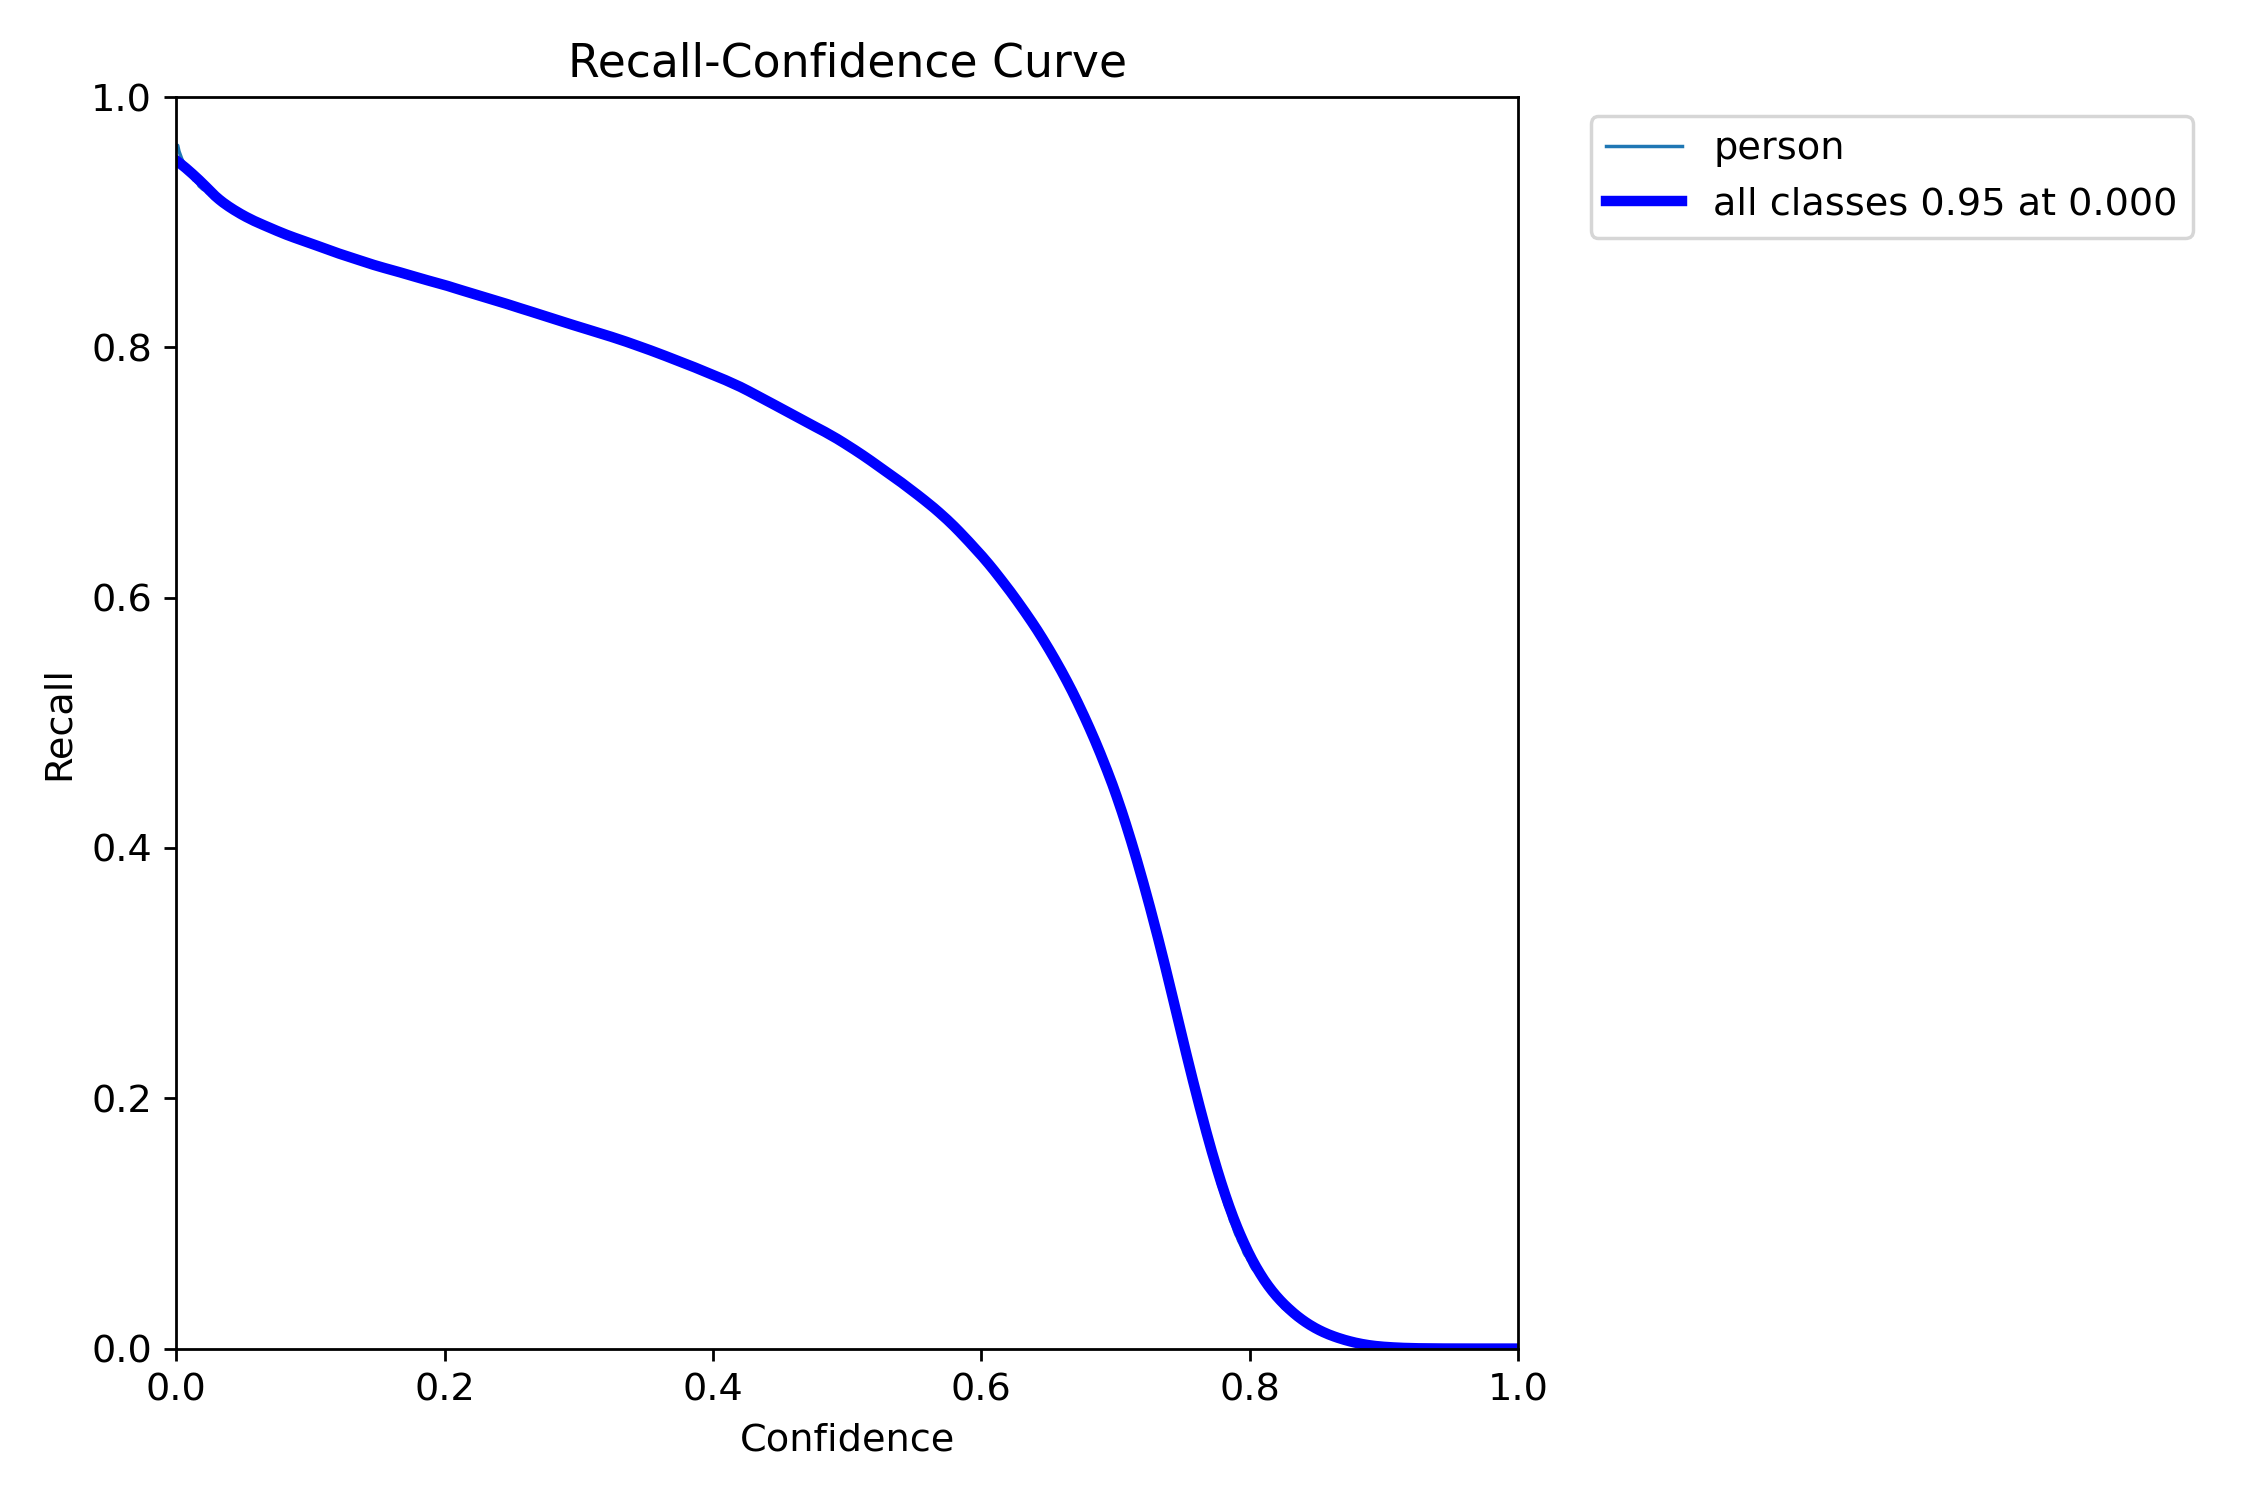 Recall-Confidence Curve
1.0
0.8
0.6
0.4
0.2
0.0
Recall
0.0 0.2 0.4 0.6 0.8 1.0
Confidence
person
all classes 0.95 at 0.000